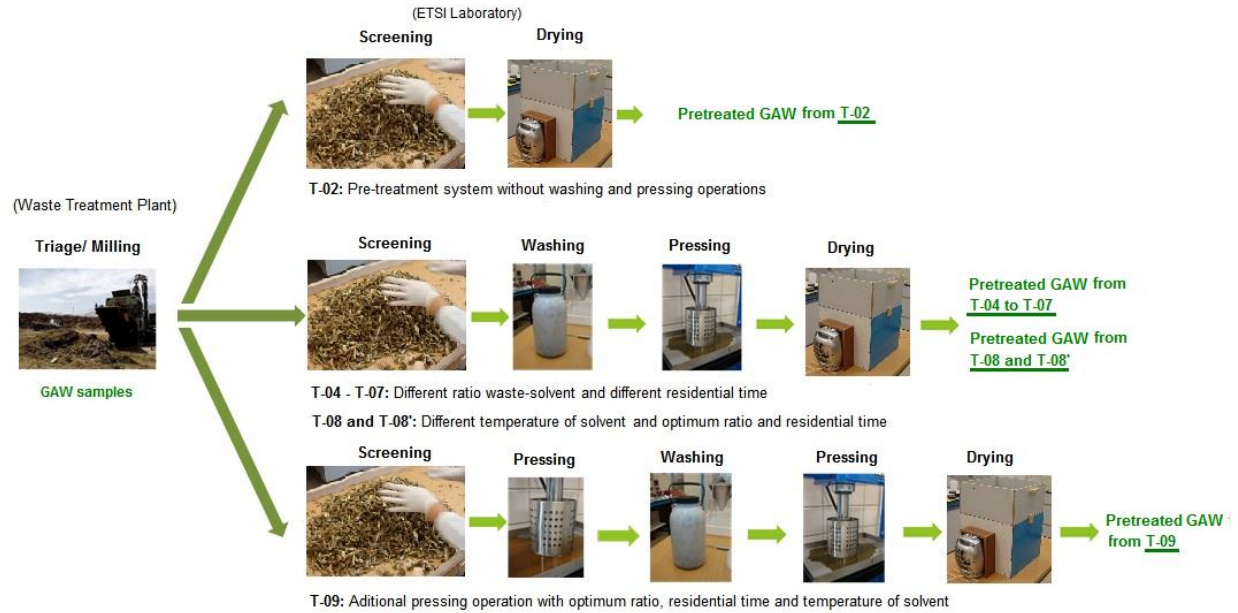 (ETSI Laboratory)
Screening
Drying
Pretreated GAW from T-02
T-02: Pre-treatment system without washing and pressing operations
(Waste Treatment Plant)
Triage/ Milling
GAW samples
Screening
Washing
Pressing
Drying
Pretreated GAW from
T-04 to T-07
Pretreated GAW from
T-08 and T-08'
T-04 - T-07: Different ratio waste-solvent and different residential time
T-08 and T-08': Different temperature of solvent and optimum ratio and residential time
Screening
Pressing
Washing
Pressing
Drying
Pretreated GAW
from T-09
T-09: Aditional pressing operation with optimum ratio, residential time and temperature of solvent